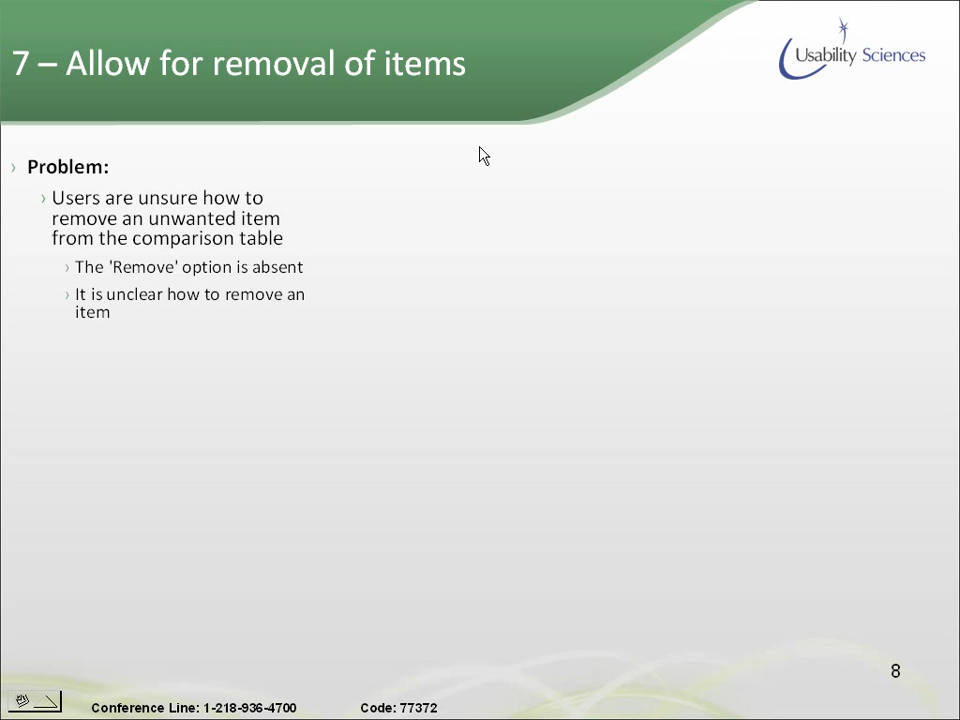 7 – Allow for removal of items
Usability Sciences
› Problem:
› Users are unsure how to
remove an unwanted item
from the comparison table
› The 'Remove' option is absent
› It is unclear how to remove an
item
8
Conference Line: 1-218-936-4700 Code: 77372